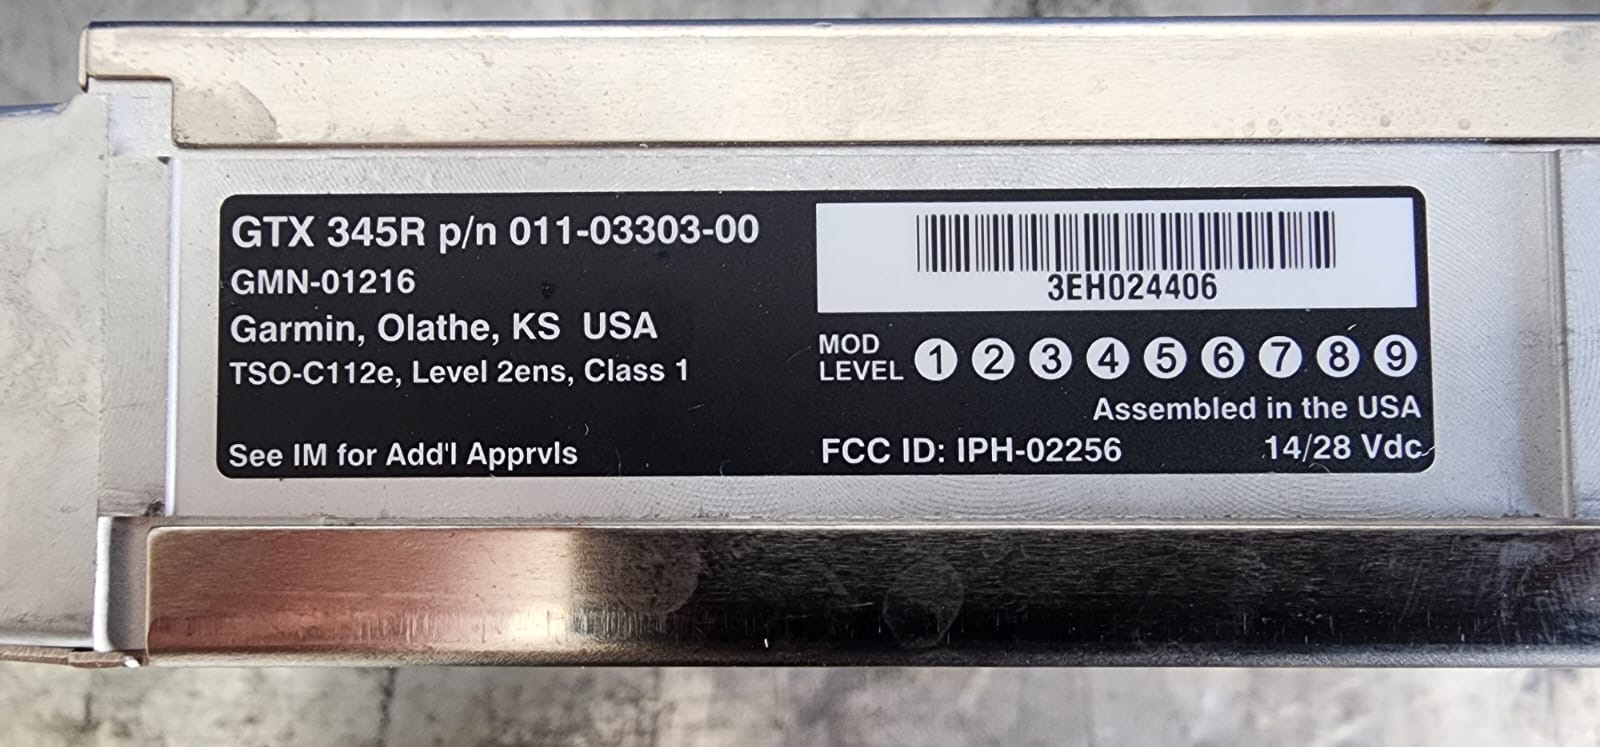 GTX 345R p/n 011-03303-00
GMN-01216
Garmin, Olathe, KS USA
TSO-C112e, Level 2ens, Class 1
See IM for Add'l Apprvls
3EH024406
MOD
LEVEL 1 2 3 4 5 6 7 8 9
Assembled in the USA
FCC ID: IPH-02256 14/28 Vdc